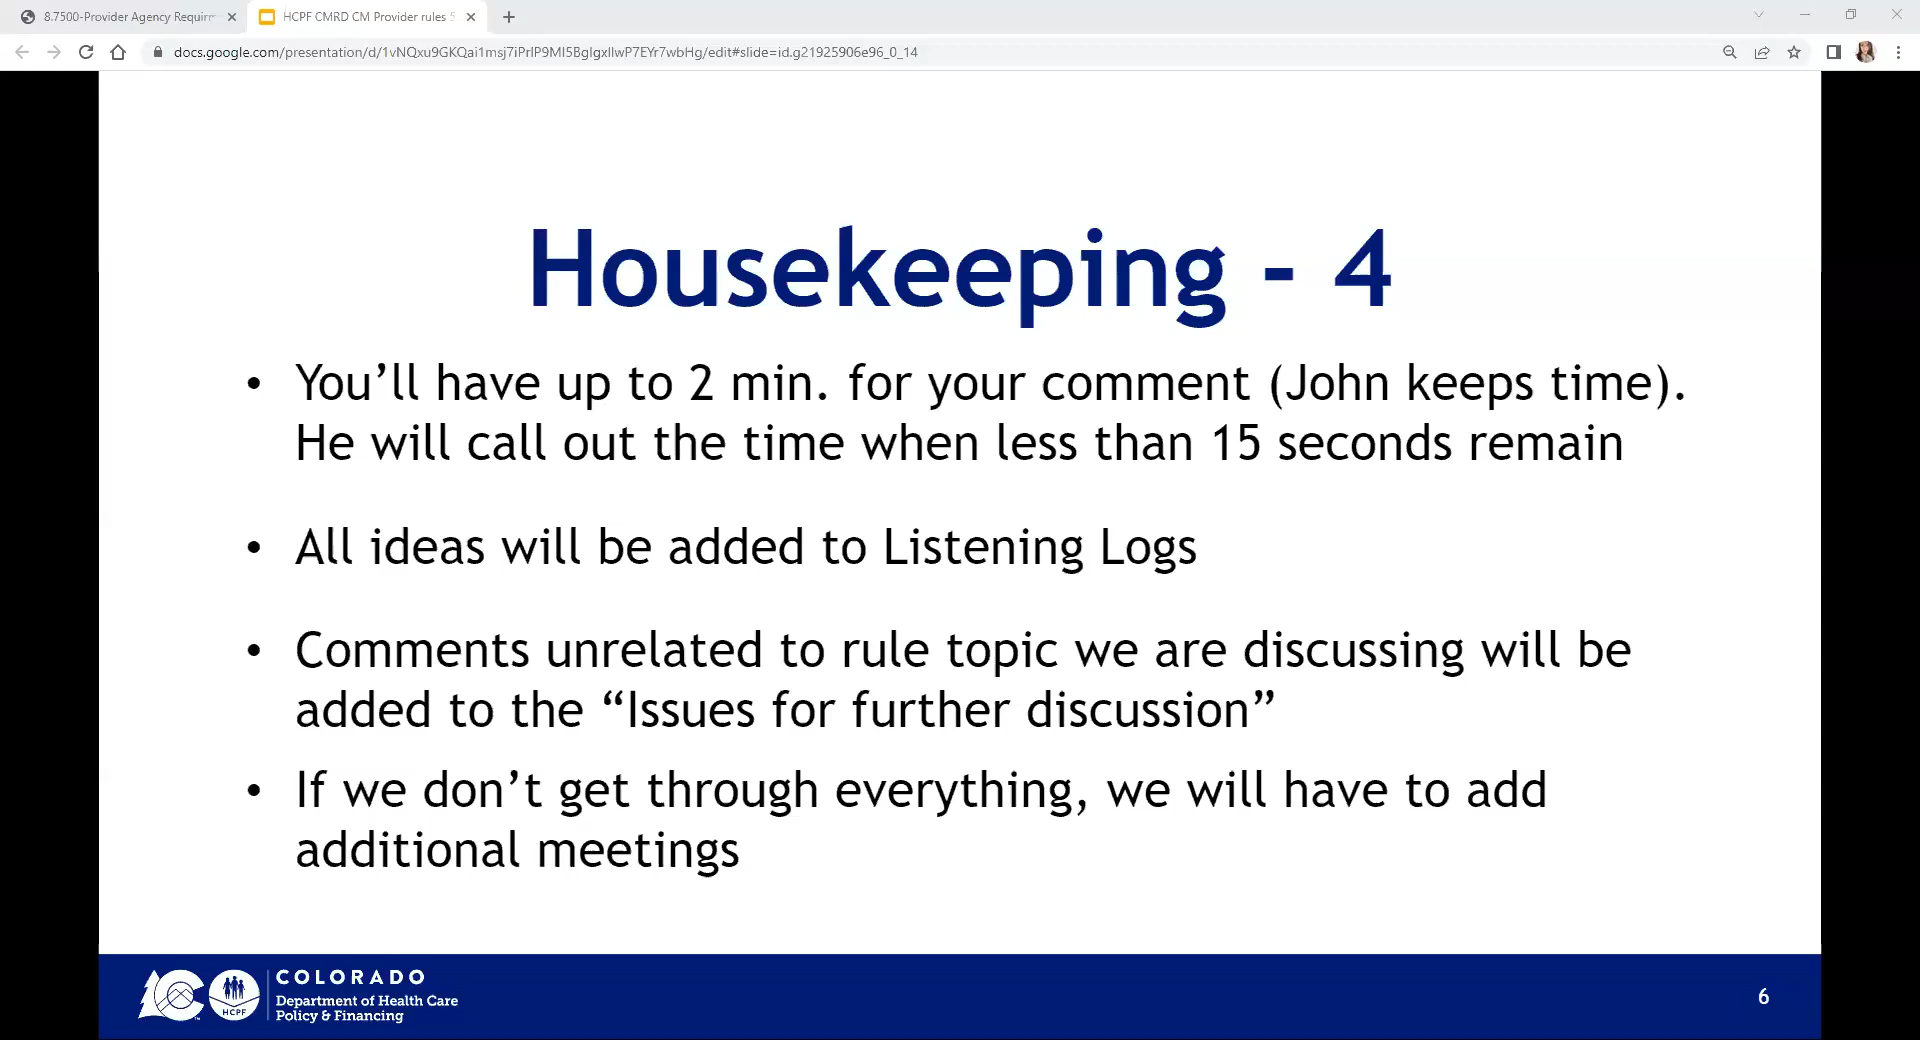 8.7500-Provider Agency Requirm
HCPF CMRD CM Provider rules 5
docs.google.com/presentation/d/1vNQxu9GKQai1msj7iPrIP9MI5BgIgxIIwP7EYr7wbHg/edit#slide=id.g21925906e96_0_14
Housekeeping - 4
• You’ll have up to 2 min. for your comment (John keeps time).
He will call out the time when less than 15 seconds remain
• All ideas will be added to Listening Logs
• Comments unrelated to rule topic we are discussing will be
added to the “Issues for further discussion”
• If we don’t get through everything, we will have to add
additional meetings
HCPF
COLORADO
Department of Health Care
Policy & Financing
6